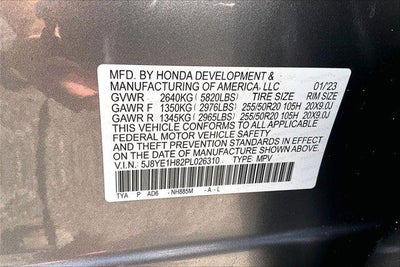 MFD. BY HONDA DEVELOPMENT &
MANUFACTURING OF AMERICA, LLC 01/'23
GVWR 2640KG (5820LBS) TIRE SIZE RIM SIZE
GAWR F 1350KG (2976LBS) 255/50R20 105H 20X9.0J
GAWR R 1345KG (2965LBS) 255/50R20 105H 20X9.0J
THIS VEHICLE CONFORMS TO ALL APPLICABLE
FEDERAL MOTOR VEHICLE SAFETY
AND THEFT PREVENTION STANDARDS IN EFFECT
ON THE DATE OF MANUFACTURE SHOWN ABOVE.
V.I.N.: 5J8YE1H82PL026310 TYPE: MPV
TYA P AD6 - NH885M - A - L